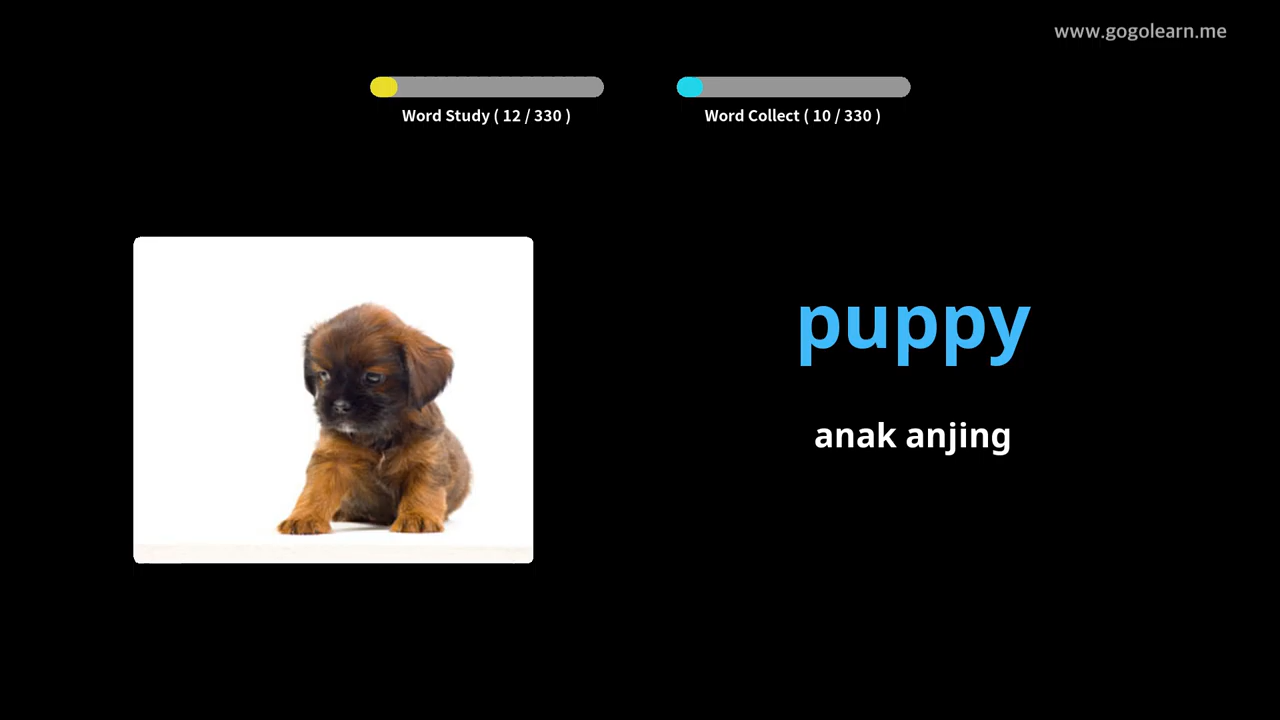 www.gogolearn.me
Word Study ( 12 / 330 )
Word Collect ( 10 / 330 )
puppy
anak anjing